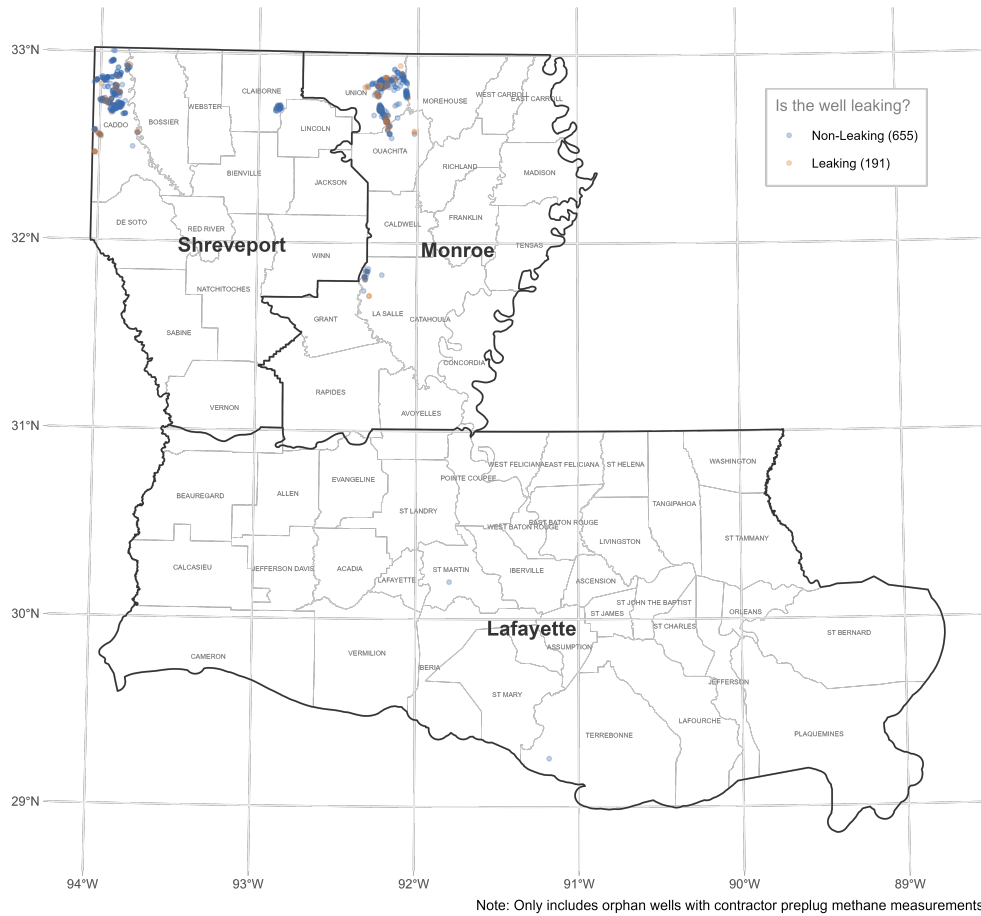 33°N
32°N
31°N
30°N
29°N
94°W
93°W
92°W
91°W
90°W
89°W
Is the well leaking?
Non-Leaking (655)
Leaking (191)
CADDO
BOSSIER
WEBSTER
CLAIBORNE
UNION
MOREHOUSE
WEST CARROLL
EAST CARROLL
LINCOLN
OUACHITA
RICHLAND
MADISON
BIENVILLE
JACKSON
DE SOTO
RED RIVER
CALDWELL
FRANKLIN
TENSAS
Shreveport
Monroe
WINN
NATCHITOCHES
SABINE
GRANT
LA SALLE
CATAHOULA
CONCORDIA
VERNON
RAPIDES
AVOYELLES
BEAUREGARD
ALLEN
EVANGELINE
ST LANDRY
POINTE COUPEE
WEST FELICIANA
EAST FELICIANA
ST HELENA
WASHINGTON
TANGIPAHOA
WEST BATON ROUGE
EAST BATON ROUGE
LIVINGSTON
ST TAMMANY
CALCASIEU
JEFFERSON DAVIS
ACADIA
LAFAYETTE
ST MARTIN
IBERVILLE
ASCENSION
ST JAMES
ST JOHN THE BAPTIST
ST CHARLES
ORLEANS
ST BERNARD
Lafayette
CAMERON
VERMILION
IBERIA
ASSUMPTION
ST MARY
JEFFERSON
TERREBONNE
LAFOURCHE
PLAQUEMINES
Note: Only includes orphan wells with contractor preplug methane measurements